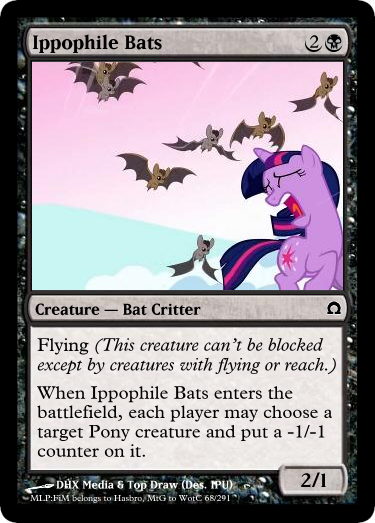 Ippophile Bats 2
Creature — Bat Critter Ω
Flying (This creature can't be blocked
except by creatures with flying or reach.)
When Ippophile Bats enters the
battlefield, each player may choose a
target Pony creature and put a -1/-1
counter on it.
2/1
DHX Media & Top Draw (Des. IPU)
MLP:FiM belongs to Hasbro, MtG to WotC 68/291